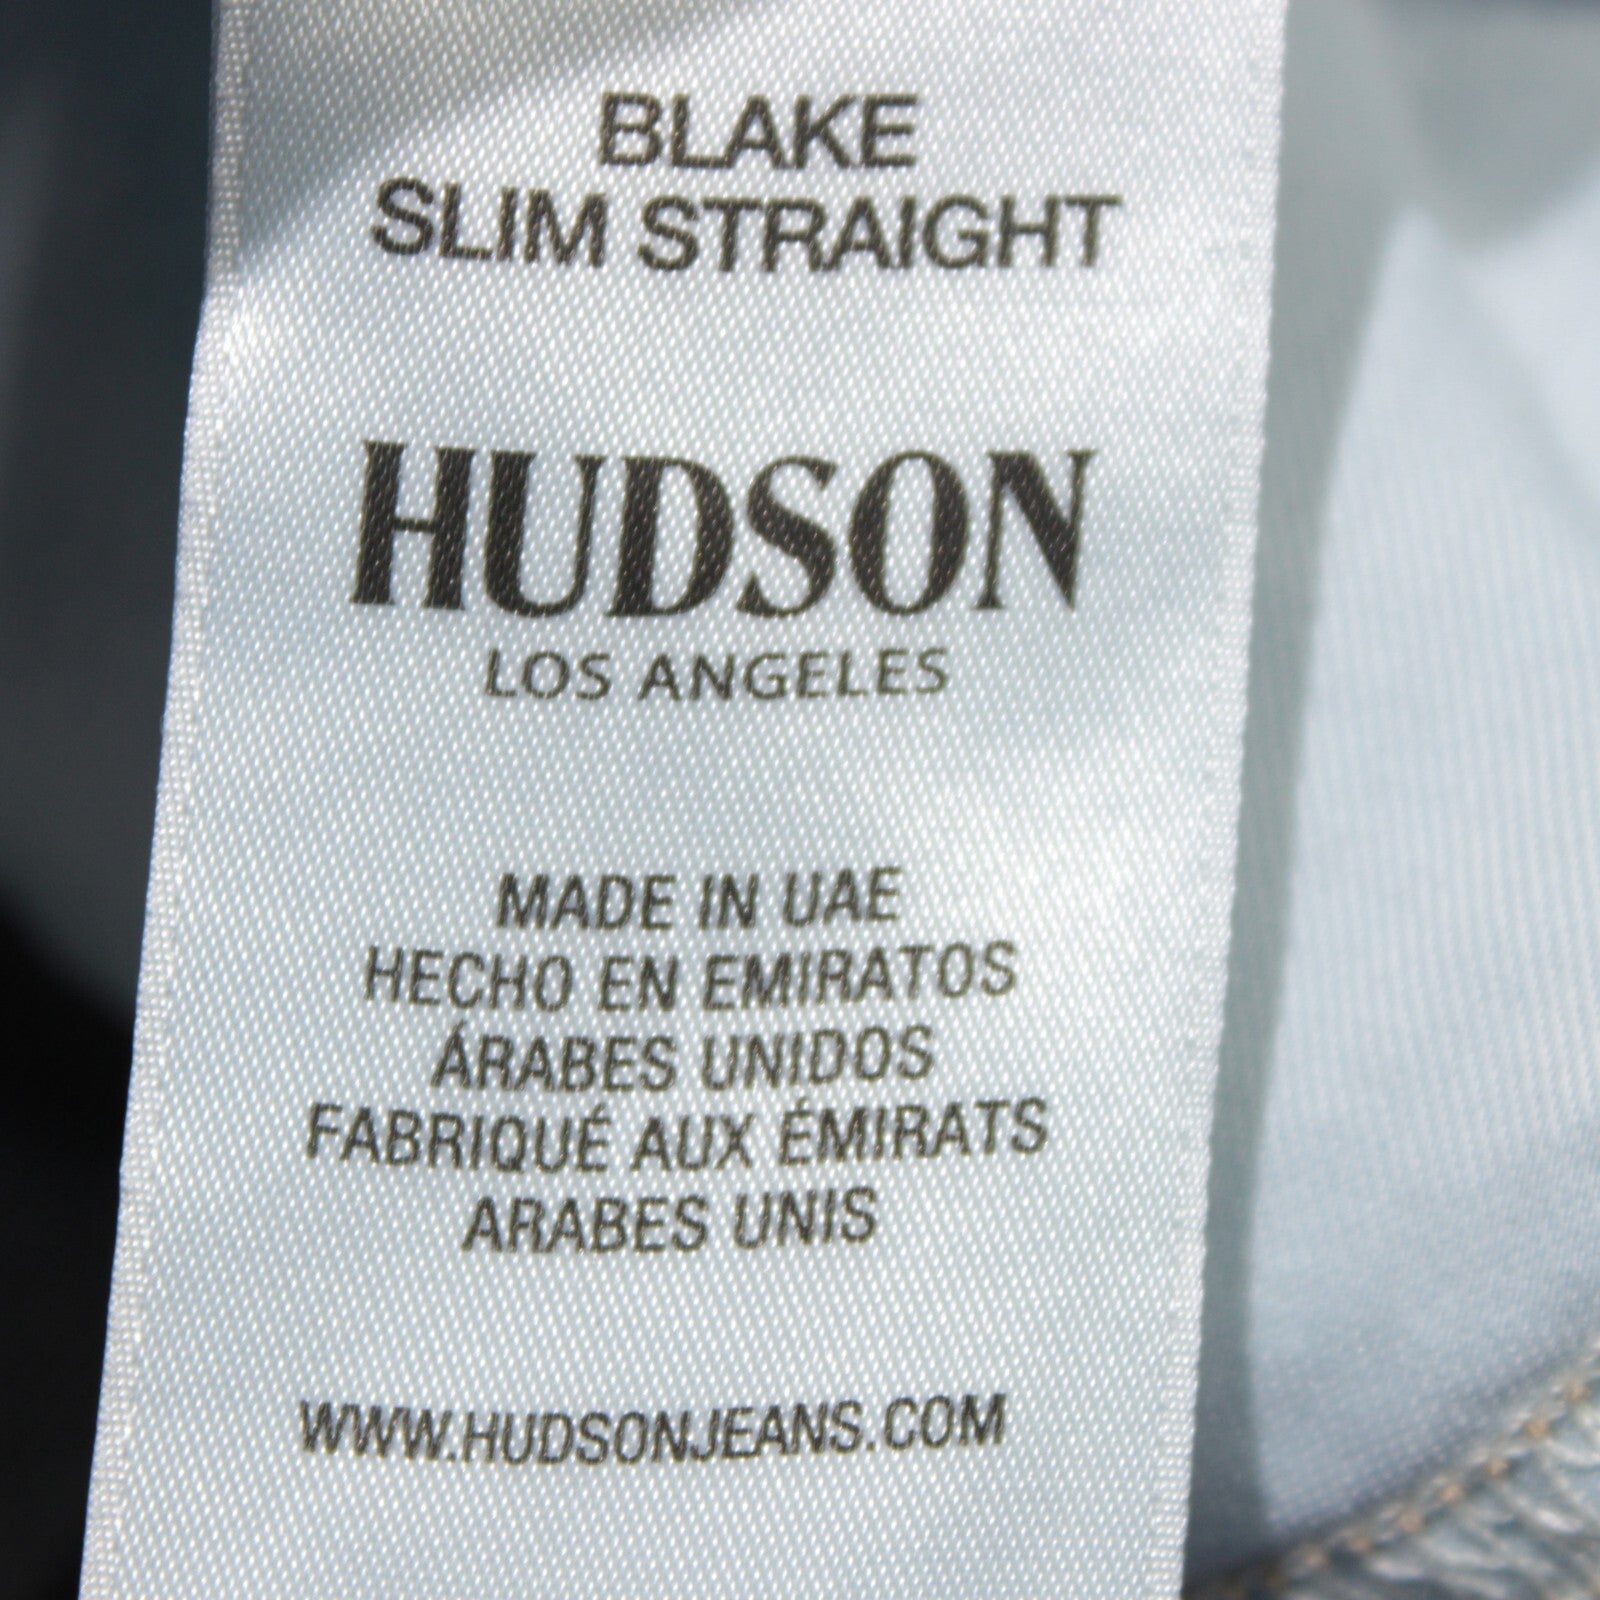 BLAKE
SLIM STRAIGHT
HUDSON
LOS ANGELES
MADE IN UAE
HECHO EN EMIRATOS
ÁRABES UNIDOS
FABRIQUÉ AUX ÉMIRATS
ARABES UNIS
WWW.HUDSONJEANS.COM